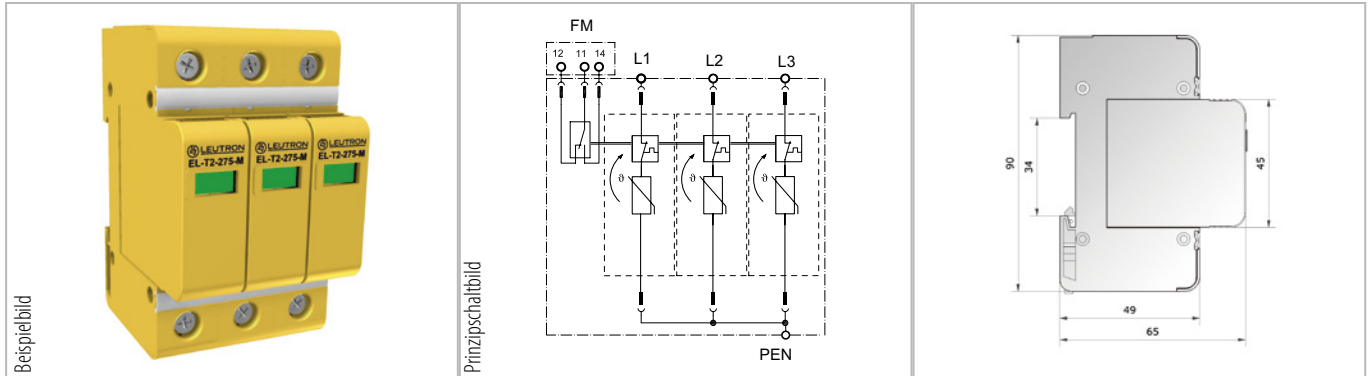 LEUTRON
EL-T2-275-M
LEUTRON
EL-T2-275-M
LEUTRON
EL-T2-275-M
Beispielbild
FM
12 11 14
L1 L2 L3
ϑ ϑ ϑ
PEN
Prinzipschaltbild
90
34
45
49
65